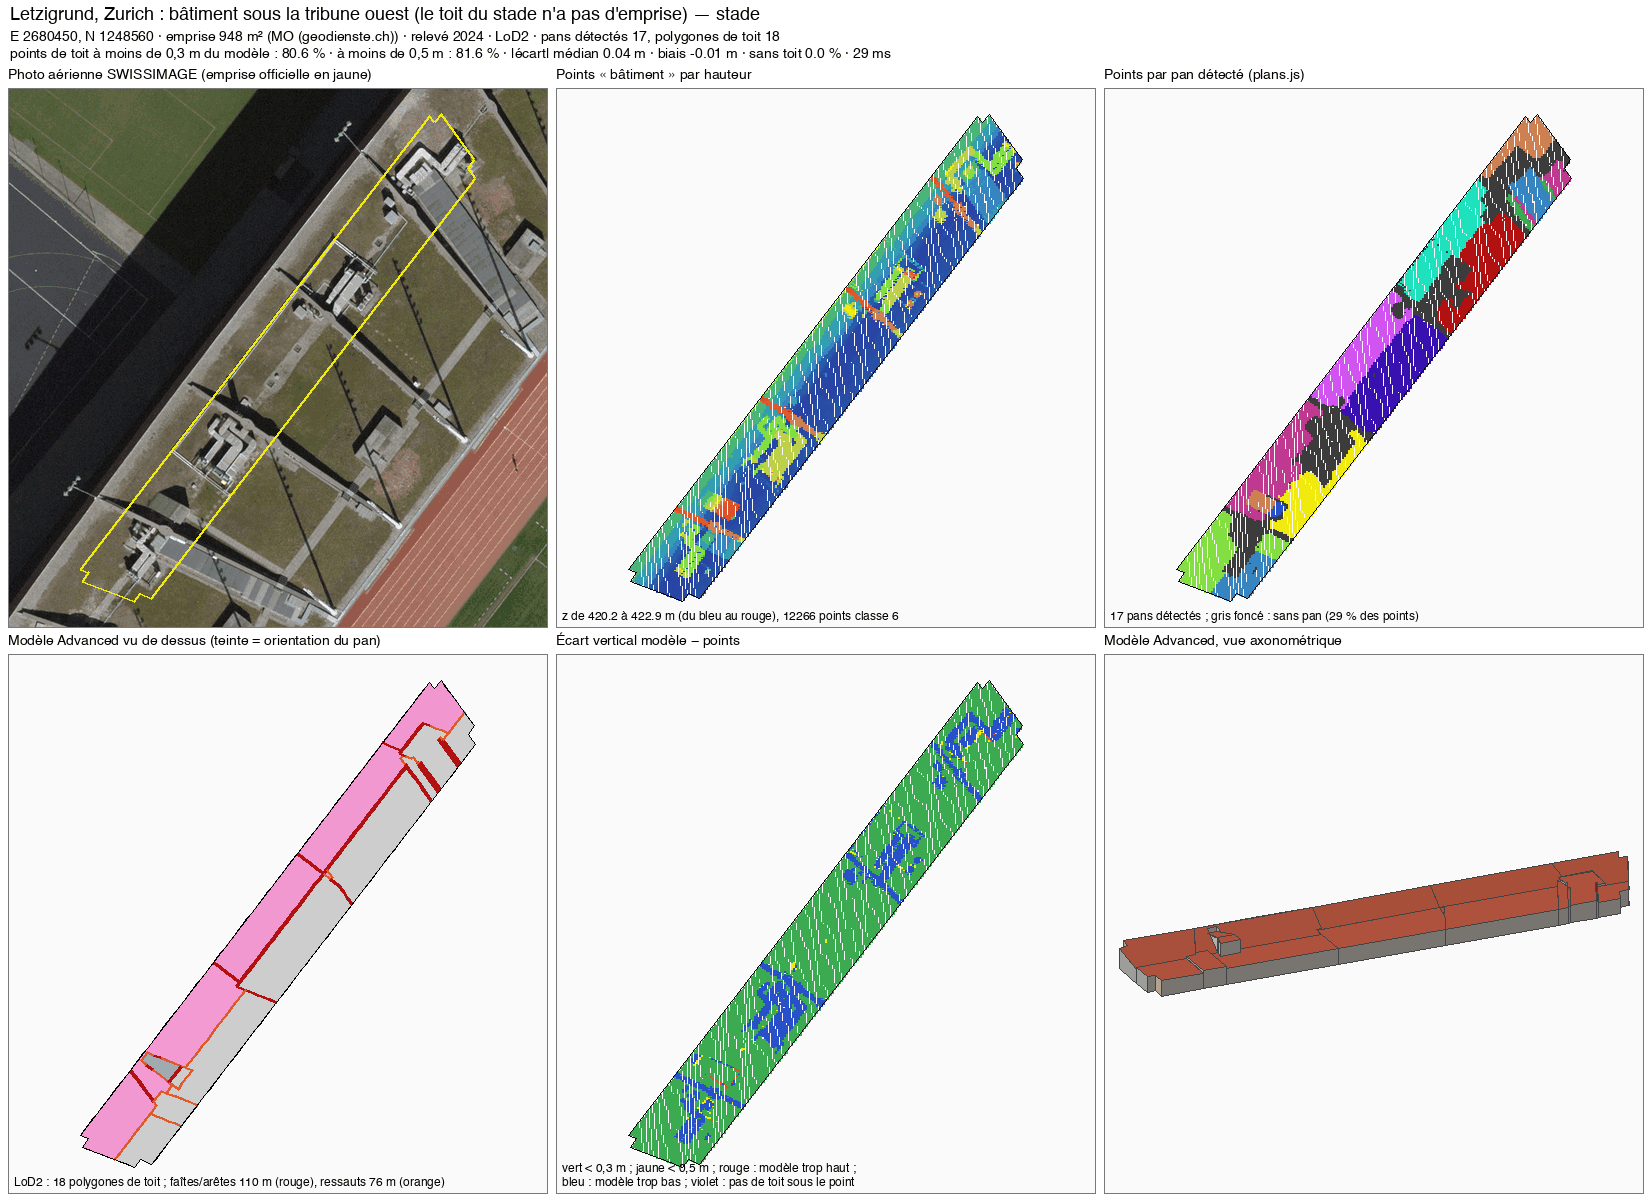 Letzigrund, Zurich : bâtiment sous la tribune ouest (le toit du stade n'a pas d'emprise) — stade
E 2680450, N 1248560 · emprise 948 m² (MO (geodienste.ch)) · relevé 2024 · LoD2 · pans détectés 17, polygones de toit 18
points de toit à moins de 0,3 m du modèle : 80.6 % · à moins de 0,5 m : 81.6 % · |écart| médian 0.04 m · biais -0.01 m · sans toit 0.0 % · 29 ms
Photo aérienne SWISSIMAGE (emprise officielle en jaune)
Points « bâtiment » par hauteur
Points par pan détecté (plans.js)
z de 420.2 à 422.9 m (du bleu au rouge), 12266 points classe 6
17 pans détectés ; gris foncé : sans pan (29 % des points)
Modèle Advanced vu de dessus (teinte = orientation du pan)
Écart vertical modèle – points
Modèle Advanced, vue axonométrique
LoD2 : 18 polygones de toit ; faîtes/arêtes 110 m (rouge), ressauts 76 m (orange)
vert < 0,3 m ; jaune < 0,5 m ; rouge : modèle trop haut ;
bleu : modèle trop bas ; violet : pas de toit sous le point